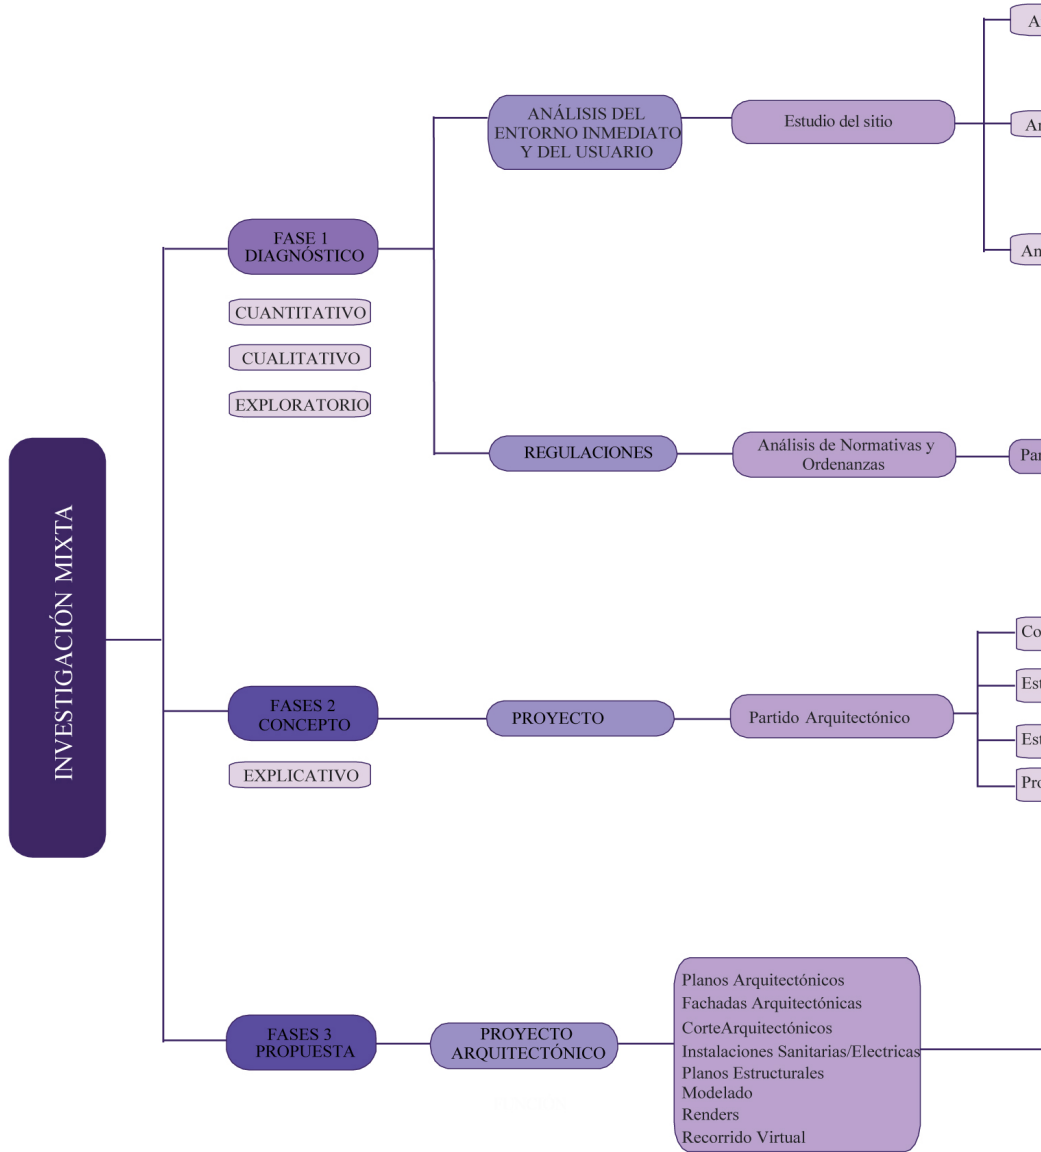 INVESTIGACIÓN MIXTA
FASE 1
DIAGNÓSTICO
CUANTITATIVO
CUALITATIVO
EXPLORATORIO
ANÁLISIS DEL
ENTORNO INMEDIATO
Y DEL USUARIO
Estudio del sitio
REGULACIONES
Análisis de Normativas y
Ordenanzas
FASES 2
CONCEPTO
EXPLICATIVO
PROYECTO
Partido Arquitectónico
FASES 3
PROPUESTA
PROYECTO
ARQUITECTÓNICO
Planos Arquitectónicos
Fachadas Arquitectónicas
CorteArquitectónicos
Instalaciones Sanitarias/Electricas
Planos Estructurales
Modelado
Renders
Recorrido Virtual